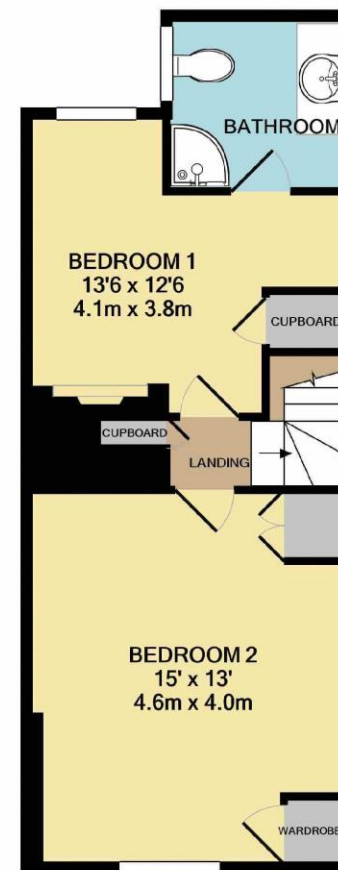 BATHROOM
BEDROOM 1
13'6 x 12'6
4.1m x 3.8m
CUPBOARD
CUPBOARD
LANDING
BEDROOM 2
15' x 13'
4.6m x 4.0m
WARDROBE